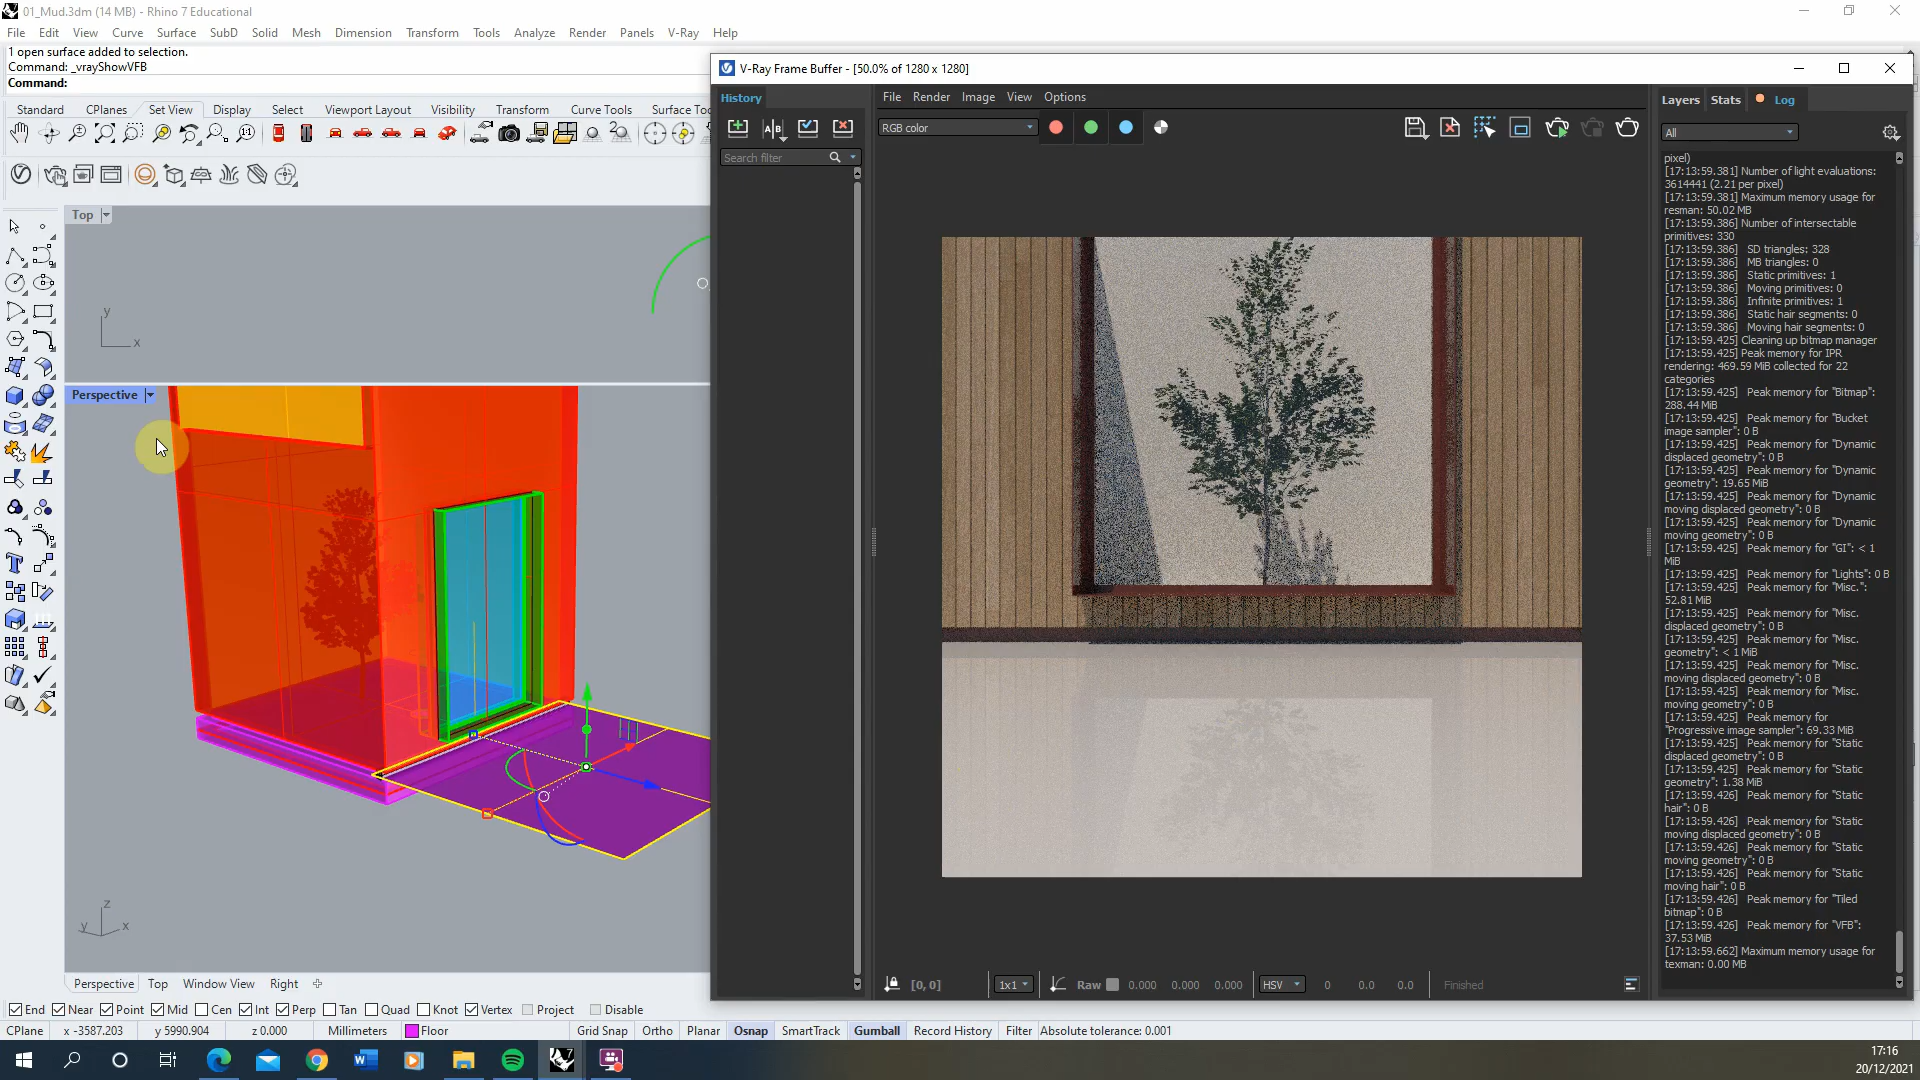 01_Mud.3dm (14 MB) - Rhino 7 Educational
File Edit View Curve Surface SubD Solid Mesh Dimension Transform Tools Analyze Render Panels V-Ray Help
1 open surface added to selection.
Command: _vrayShowVFB
Command:
Standard CPlanes Set View Display Select Viewport Layout Visibility Transform Curve Tools Surface Too
V-Ray Frame Buffer - [50.0% of 1280 x 1280]
History
File Render Image View Options
Layers Stats Log
RGB color
All
Search filter
Top
y
x
Perspective
z
y
x
pixel)
[17:13:59.381] Number of light evaluations:
3614441 (2.21 per pixel)
[17:13:59.381] Maximum memory usage for
resman: 50.02 MB
[17:13:59.386] Number of intersectable
primitives: 330
[17:13:59.386]   SD triangles: 328
[17:13:59.386]   MB triangles: 0
[17:13:59.386]   Static primitives: 1
[17:13:59.386]   Moving primitives: 0
[17:13:59.386]   Infinite primitives: 1
[17:13:59.386]   Static hair segments: 0
[17:13:59.386]   Moving hair segments: 0
[17:13:59.425] Cleaning up bitmap manager
[17:13:59.425] Peak memory for IPR
rendering: 469.59 MiB collected for 22
categories
[17:13:59.425]   Peak memory for "Bitmap":
288.44 MiB
[17:13:59.425]   Peak memory for "Bucket
image sampler": 0 B
[17:13:59.425]   Peak memory for "Dynamic
displaced geometry": 0 B
[17:13:59.425]   Peak memory for "Dynamic
geometry": 19.65 MiB
[17:13:59.425]   Peak memory for "Dynamic
moving displaced geometry": 0 B
[17:13:59.425]   Peak memory for "Dynamic
moving geometry": 0 B
[17:13:59.425]   Peak memory for "GI": < 1
MiB
[17:13:59.425]   Peak memory for "Lights": 0 B
[17:13:59.425]   Peak memory for "Misc.":
52.81 MiB
[17:13:59.425]   Peak memory for "Misc.
displaced geometry": 0 B
[17:13:59.425]   Peak memory for "Misc.
geometry": < 1 MiB
[17:13:59.425]   Peak memory for "Misc.
moving displaced geometry": 0 B
[17:13:59.425]   Peak memory for "Misc.
moving geometry": 0 B
[17:13:59.425]   Peak memory for
"Progressive image sampler": 69.33 MiB
[17:13:59.425]   Peak memory for "Static
displaced geometry": 0 B
[17:13:59.425]   Peak memory for "Static
geometry": 1.38 MiB
[17:13:59.426]   Peak memory for "Static
hair": 0 B
[17:13:59.426]   Peak memory for "Static
moving displaced geometry": 0 B
[17:13:59.426]   Peak memory for "Static
moving geometry": 0 B
[17:13:59.426]   Peak memory for "Static
moving hair": 0 B
[17:13:59.426]   Peak memory for "Tiled
bitmap": 0 B
[17:13:59.426]   Peak memory for "VFB":
37.53 MiB
[17:13:59.662] Maximum memory usage for
texman: 0.00 MB
[0, 0] 1x1 Raw 0.000 0.000 0.000 HSV 0 0.0 0.0 Finished
Perspective Top Window View Right
End Near Point Mid Cen Int Perp Tan Quad Knot Vertex Project Disable
CPlane x -3587.203 y 5990.904 z 0.000 Millimeters Floor Grid Snap Ortho Planar Osnap SmartTrack Gumball Record History Filter Absolute tolerance: 0.001
17:16
20/12/2021